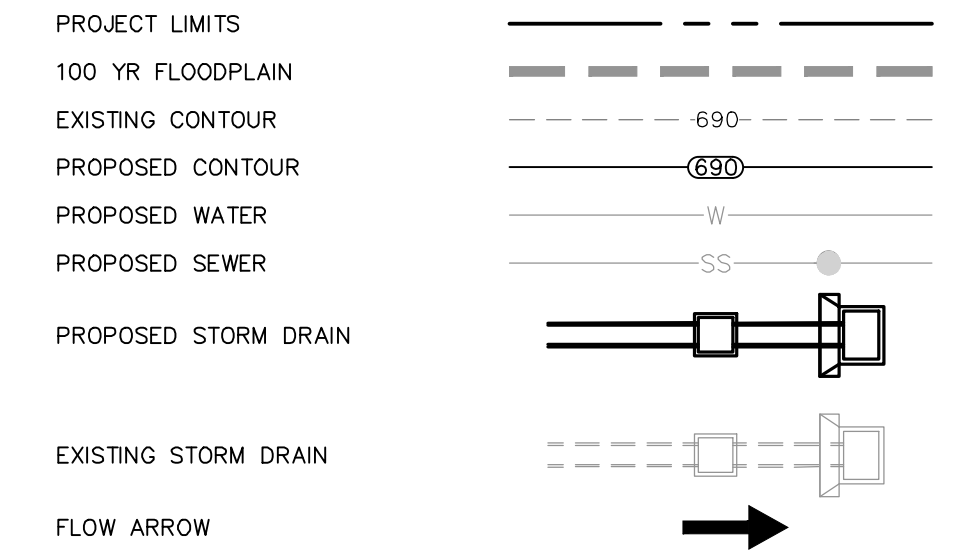 PROJECT LIMITS
100 YR FLOODPLAIN
EXISTING CONTOUR 690
PROPOSED CONTOUR 690
PROPOSED WATER W
PROPOSED SEWER SS
PROPOSED STORM DRAIN
EXISTING STORM DRAIN
FLOW ARROW